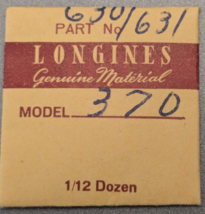 630/631
PART No
LONGINES
Genuine Material
MODEL 370
1/12 Dozen